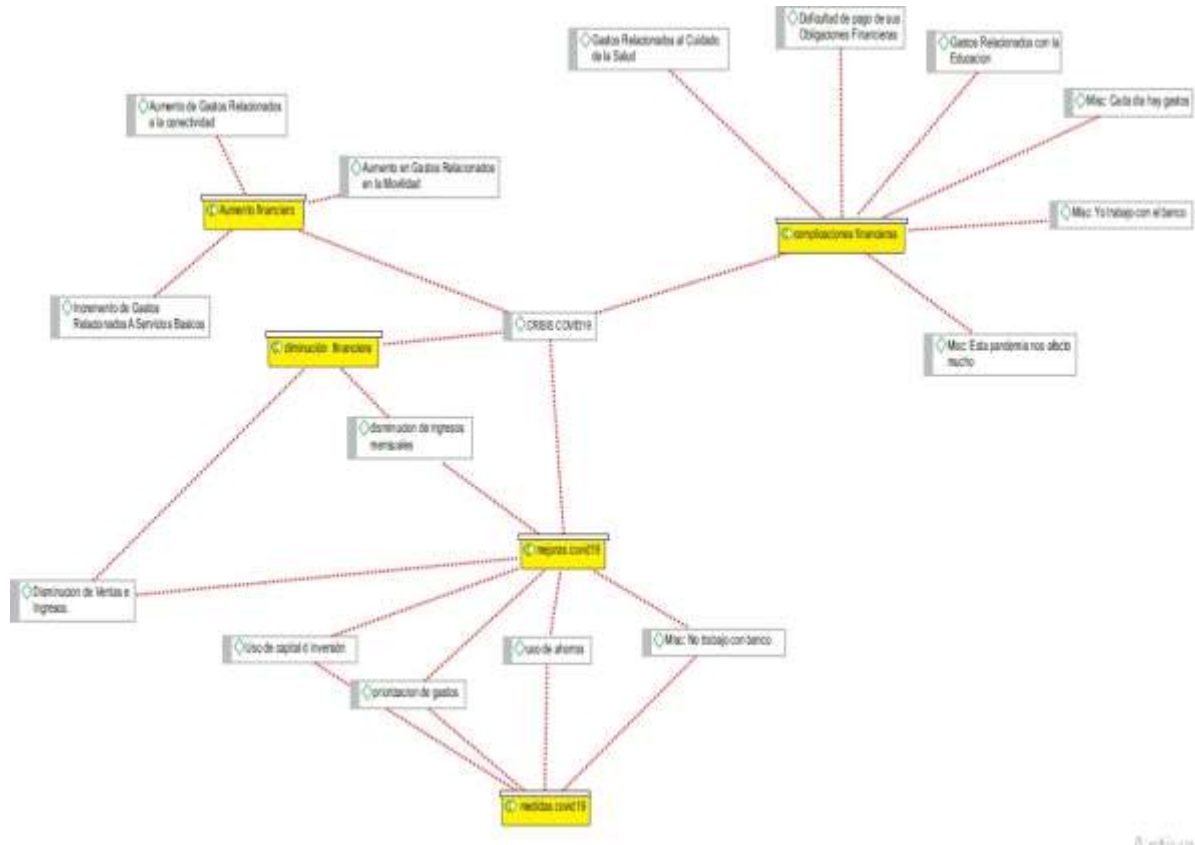 Dificultad de pago de sus
Obligaciones Financieras
Gastos Relacionados al Cuidado
de la Salud
Gastos Relacionados con la
Educacion
Misc: Cada dia hay gastos
Aumento de Gastos Relacionados
a la conectividad
Aumento en Gastos Relacionados
en la Movilidad
Aumento financiero
Misc: Yo trabajo con el banco
complicaciones financieras
Incremento de Gastos
Relacionados A Servicios Basicos
CRISIS COVID19
diminución financiera
Misc: Esta pandemia nos afecto
mucho
disminucion de ingresos
mensuales
mejoras covid19
Disminucion de Ventas e
Ingresos.
Uso de capital o inversión
uso de ahorros
Misc: No trabajo con banco
priorizacion de gastos
medidas covid19